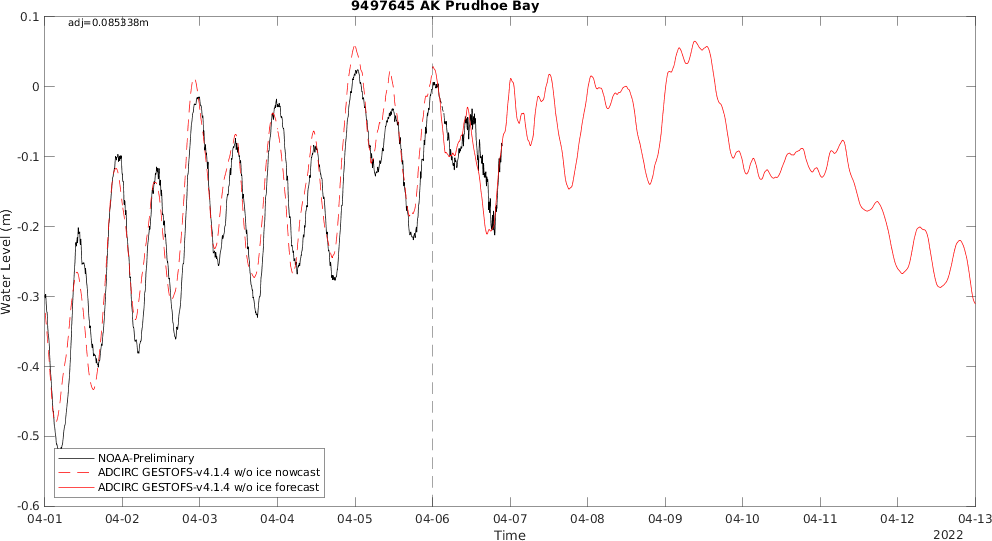 9497645 AK Prudhoe Bay
adj=0.085338m
0.1
0
-0.1
-0.2
-0.3
-0.4
-0.5
-0.6
Water Level (m)
NOAA-Preliminary
ADCIRC GESTOFS-v4.1.4 w/o ice nowcast
ADCIRC GESTOFS-v4.1.4 w/o ice forecast
04-01 04-02 04-03 04-04 04-05 04-06 04-07 04-08 04-09 04-10 04-11 04-12 04-13
Time
2022